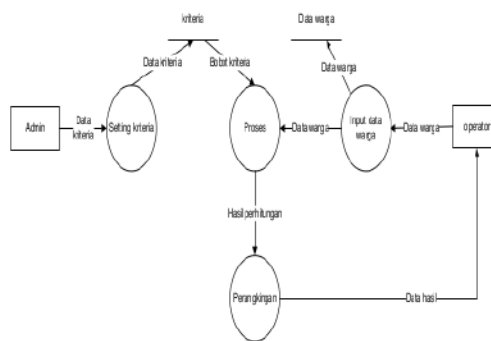 kriteria
Data warga
Data kriteria
Bobot kriteria
Data warga
Admin
Data
kriteria
Setting kriteria
Proses
Data warga
Input data
warga
Data warga
operator
Hasil perhitungan
Perangkingan
Data hasil